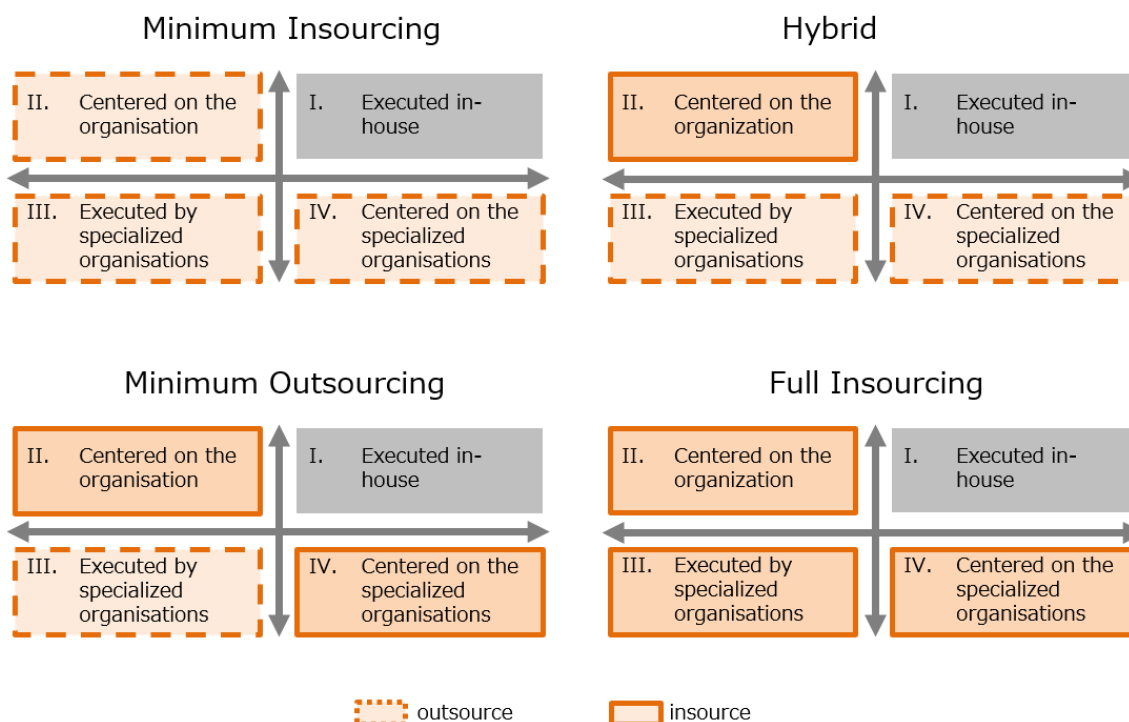 Minimum Insourcing
II. Centered on the
organisation
I. Executed in-
house
III. Executed by
specialized
organisations
IV. Centered on the
specialized
organisations
Hybrid
II. Centered on the
organization
I. Executed in-
house
III. Executed by
specialized
organisations
IV. Centered on the
specialized
organisations
Minimum Outsourcing
II. Centered on the
organisation
I. Executed in-
house
III. Executed by
specialized
organisations
IV. Centered on the
specialized
organisations
Full Insourcing
II. Centered on the
organization
I. Executed in-
house
III. Executed by
specialized
organisations
IV. Centered on the
specialized
organisations
outsource
insource